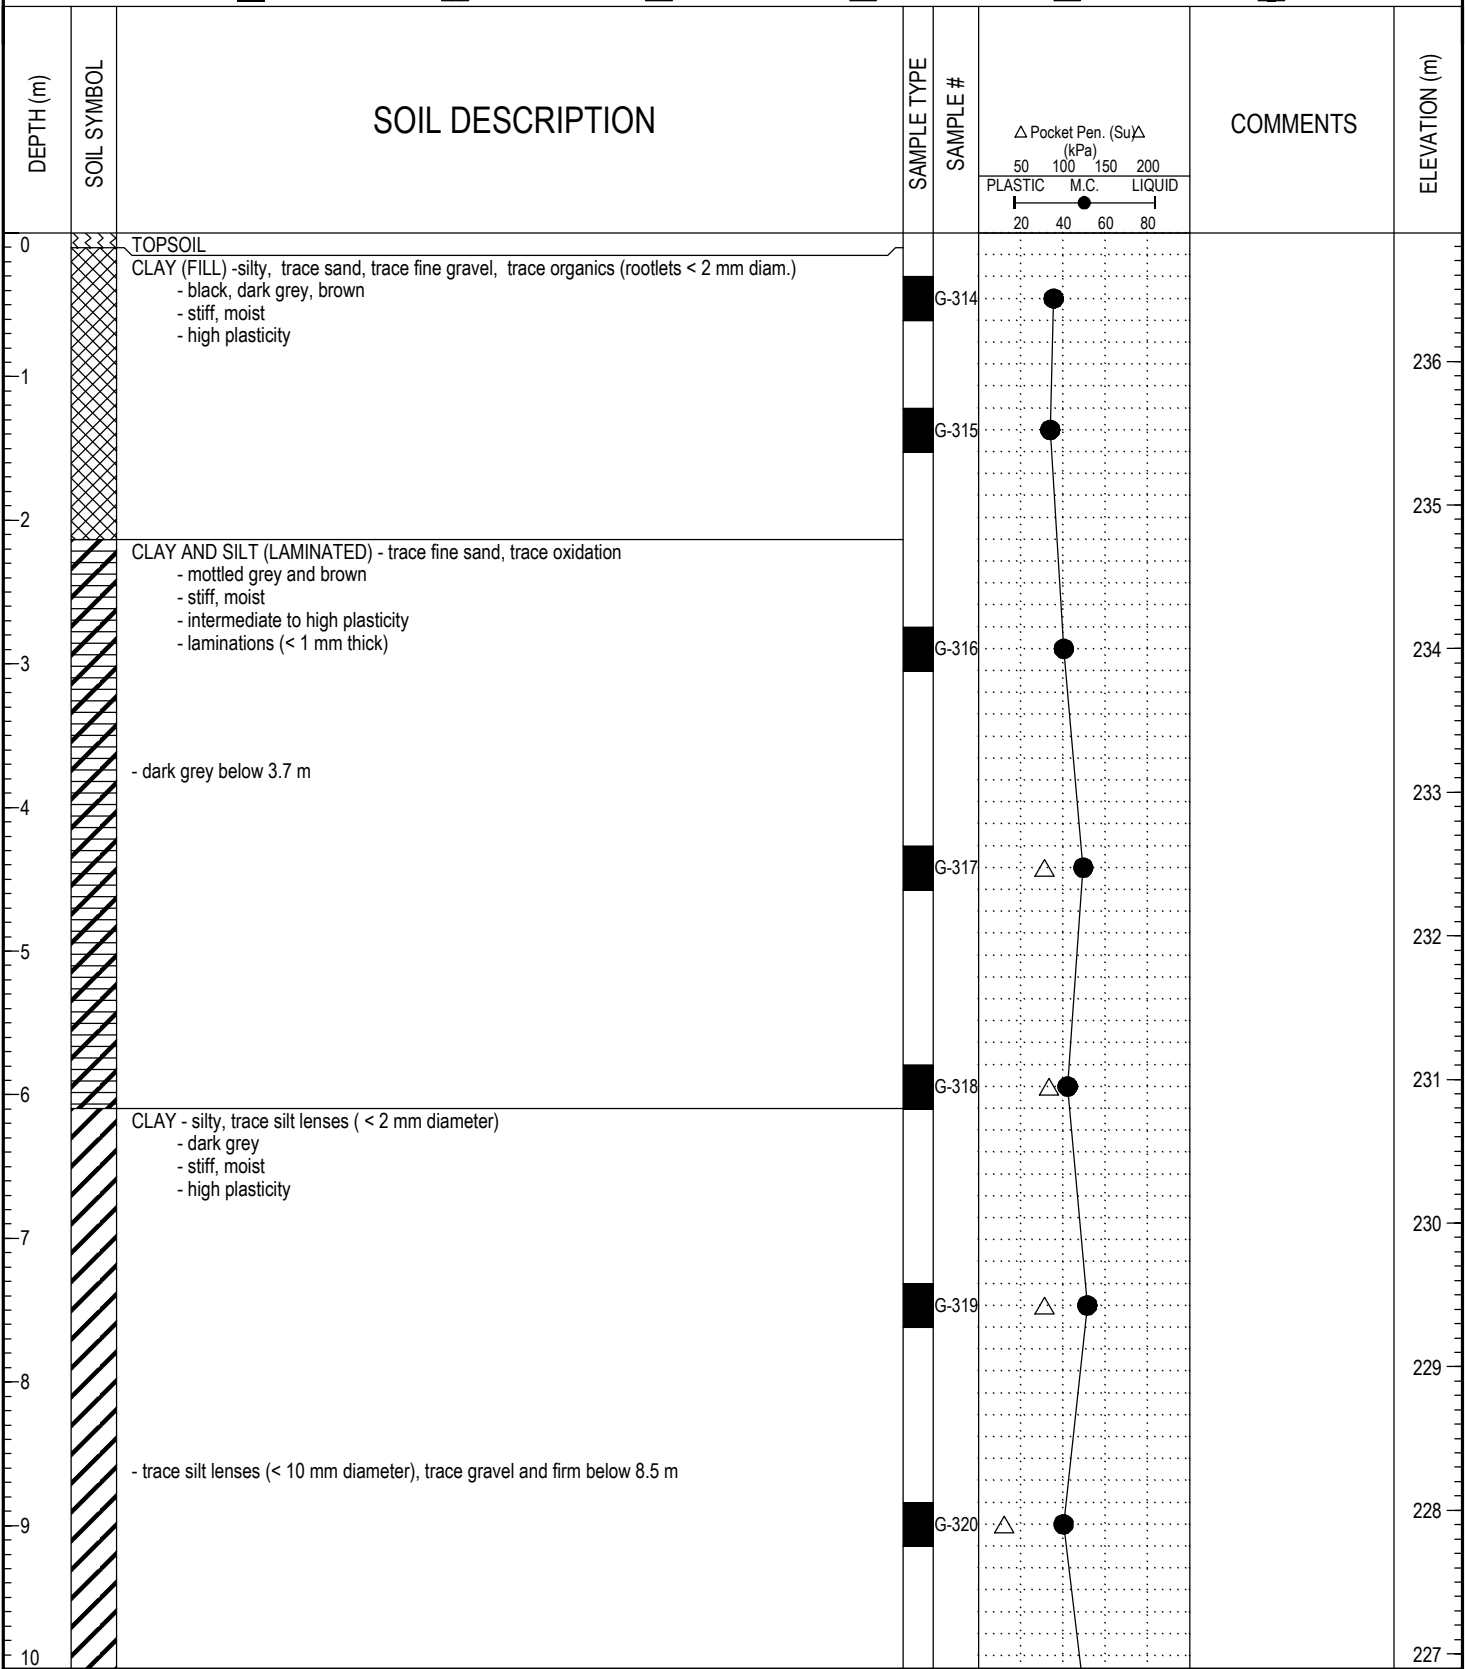 DEPTH (m)
SOIL SYMBOL
SOIL DESCRIPTION
SAMPLE TYPE
SAMPLE #
△ Pocket Pen. (Su)△
(kPa)
50 100 150 200
PLASTIC M.C. LIQUID
20 40 60 80
COMMENTS
ELEVATION (m)
0
TOPSOIL
CLAY (FILL) -silty, trace sand, trace fine gravel, trace organics (rootlets < 2 mm diam.)
- black, dark grey, brown
G-314
- stiff, moist
- high plasticity
236
1
G-315
235
2
CLAY AND SILT (LAMINATED) - trace fine sand, trace oxidation
- mottled grey and brown
- stiff, moist
- intermediate to high plasticity
- laminations (< 1 mm thick)
G-316
234
3
- dark grey below 3.7 m
233
4
G-317
232
5
G-318
231
6
CLAY - silty, trace silt lenses ( < 2 mm diameter)
- dark grey
- stiff, moist
- high plasticity
230
7
G-319
229
8
- trace silt lenses (< 10 mm diameter), trace gravel and firm below 8.5 m
228
9
G-320
10
227